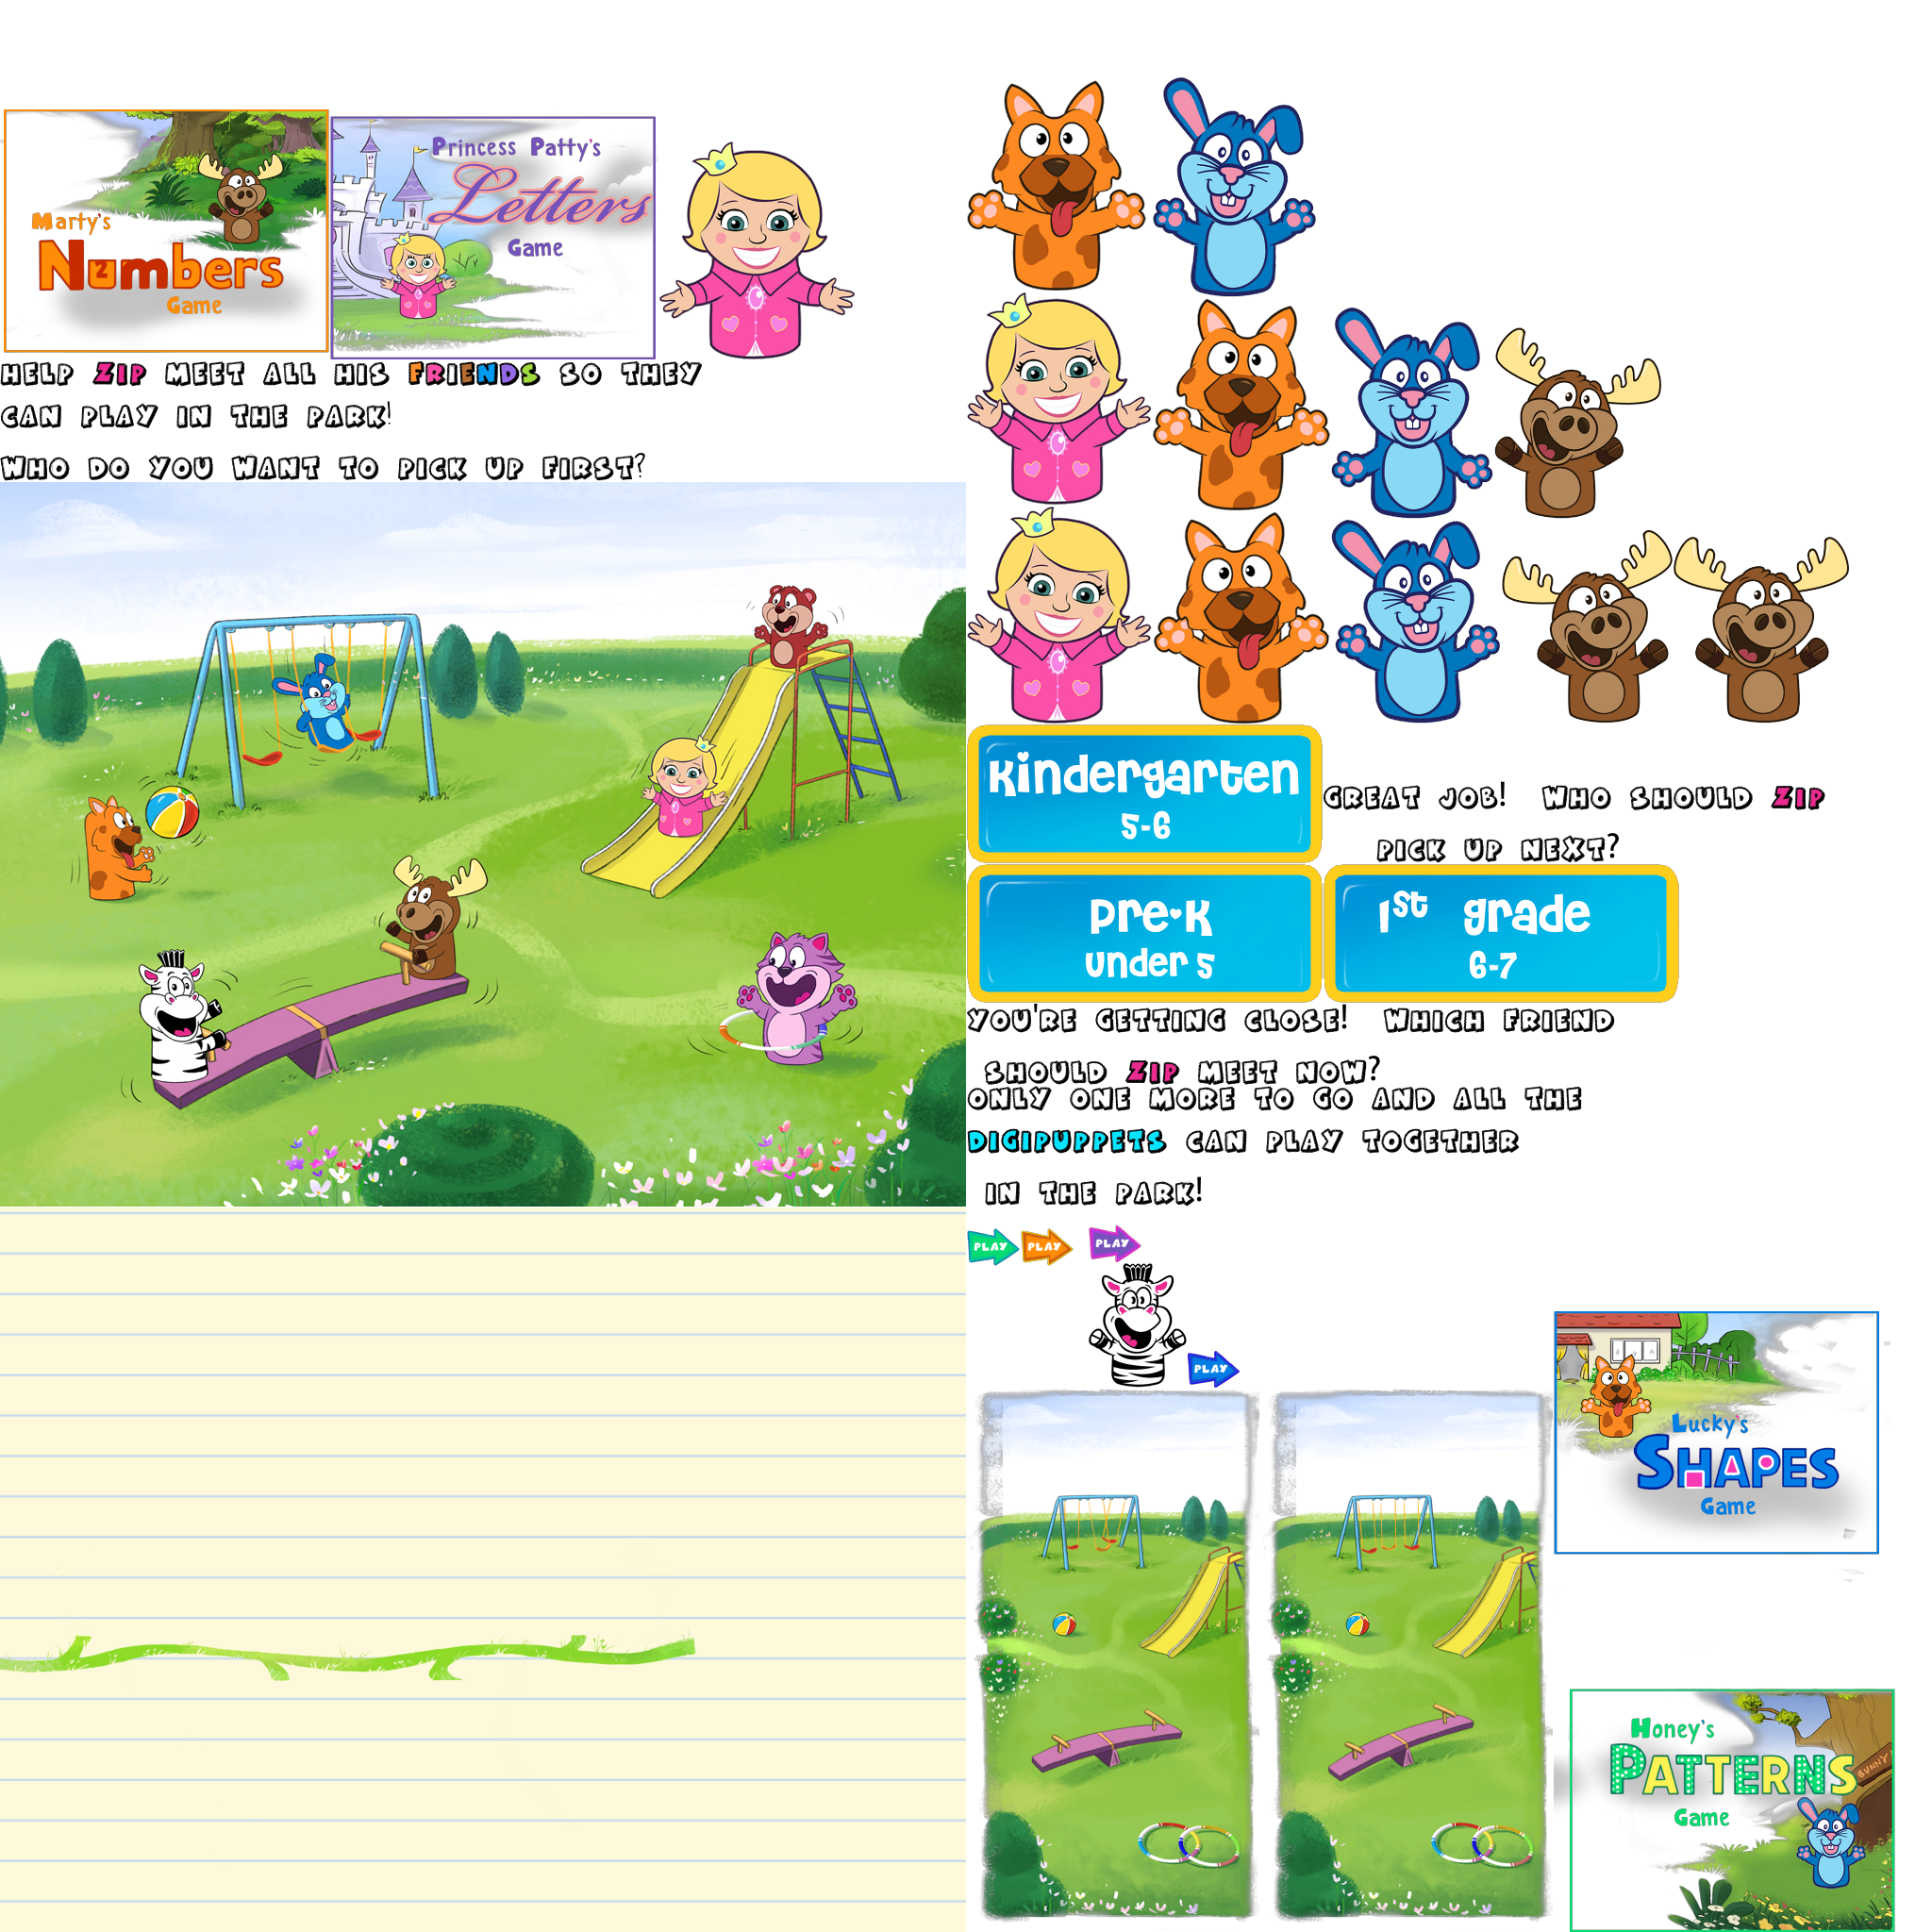 Marty's
Numbers
Game
Princess Patty's
Letters
Game
HELP ZIP MEET ALL HIS FRIENDS SO THEY
CAN PLAY IN THE PARK!
WHO DO YOU WANT TO PICK UP FIRST?
Kindergarten
5-6
GREAT JOB! WHO SHOULD ZIP
PICK UP NEXT?
Pre•K
under 5
1st grade
6-7
YOU'RE GETTING CLOSE! WHICH FRIEND
SHOULD ZIP MEET NOW?
ONLY ONE MORE TO GO AND ALL THE
DIGIPUPPETS CAN PLAY TOGETHER
IN THE PARK!
PLAY
PLAY
PLAY
PLAY
Lucky's
SHAPES
Game
Honey's
PATTERNS
Game
BUNNY